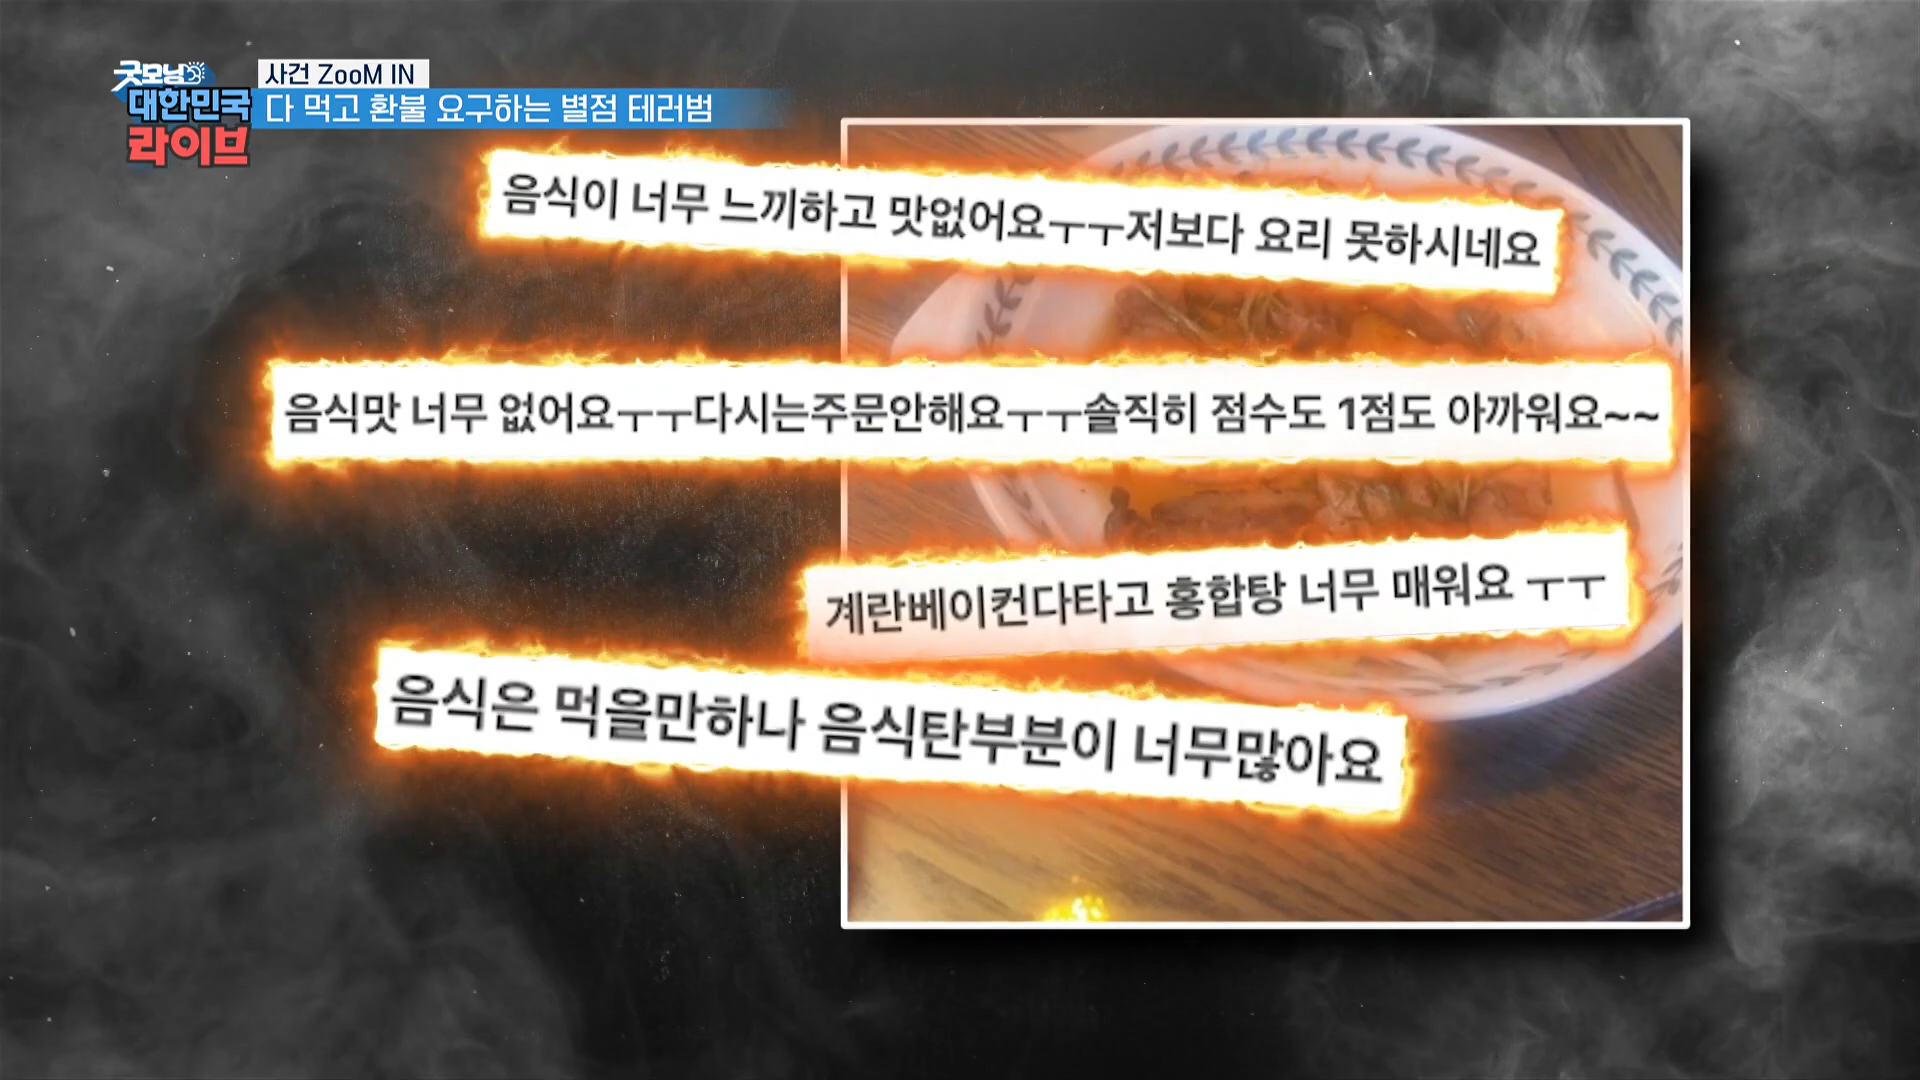 굿모닝
대한민국
라이브
사건 ZooM IN
다 먹고 환불 요구하는 별점 테러범
음식이 너무 느끼하고 맛없어요ㅜㅜ저보다 요리 못하시네요
음식맛 너무 없어요ㅜㅜ다시는주문안해요ㅜㅜ솔직히 점수도 1점도 아까워요~~
계란베이컨다타고 홍합탕 너무 매워요 ㅜㅜ
음식은 먹을만하나 음식탄부분이 너무많아요